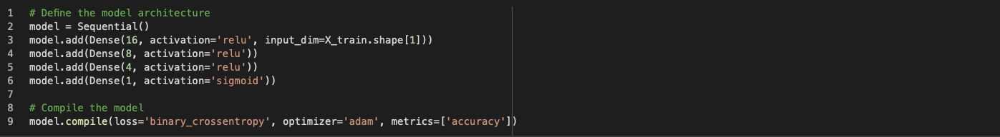 1 # Define the model architecture
2 model = Sequential()
3 model.add(Dense(16, activation='relu', input_dim=X_train.shape[1]))
4 model.add(Dense(8, activation='relu'))
5 model.add(Dense(4, activation='relu'))
6 model.add(Dense(1, activation='sigmoid'))
7
8 # Compile the model
9 model.compile(loss='binary_crossentropy', optimizer='adam', metrics=['accuracy'])